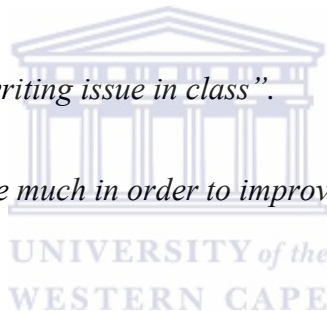 riting issue in class”.
e much in order to improv
UNIVERSITY of the
WESTERN CAPE